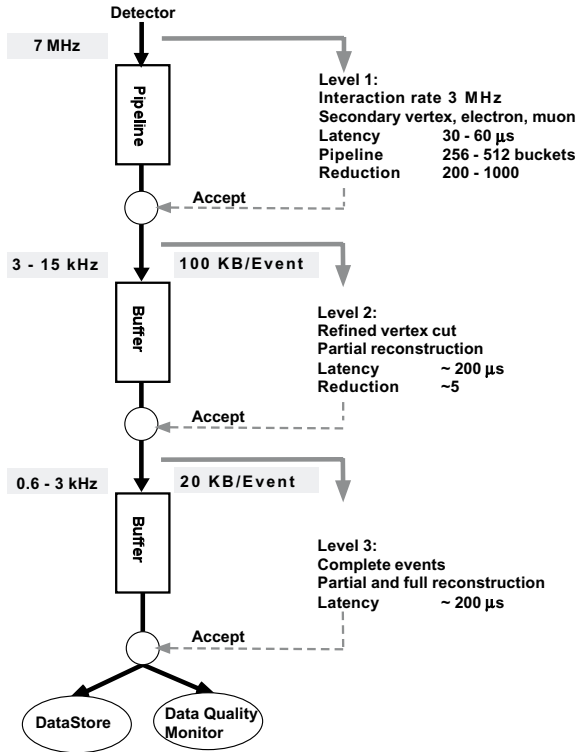 Detector
7 MHz
Pipeline
Level 1:
Interaction rate 3 MHz
Secondary vertex, electron, muon
Latency 30 - 60 μs
Pipeline 256 - 512 buckets
Reduction 200 - 1000
Accept
3 - 15 kHz
100 KB/Event
Buffer
Level 2:
Refined vertex cut
Partial reconstruction
Latency ~ 200 μs
Reduction ~5
Accept
0.6 - 3 kHz
20 KB/Event
Buffer
Level 3:
Complete events
Partial and full reconstruction
Latency ~ 200 μs
Accept
DataStore
Data Quality
Monitor